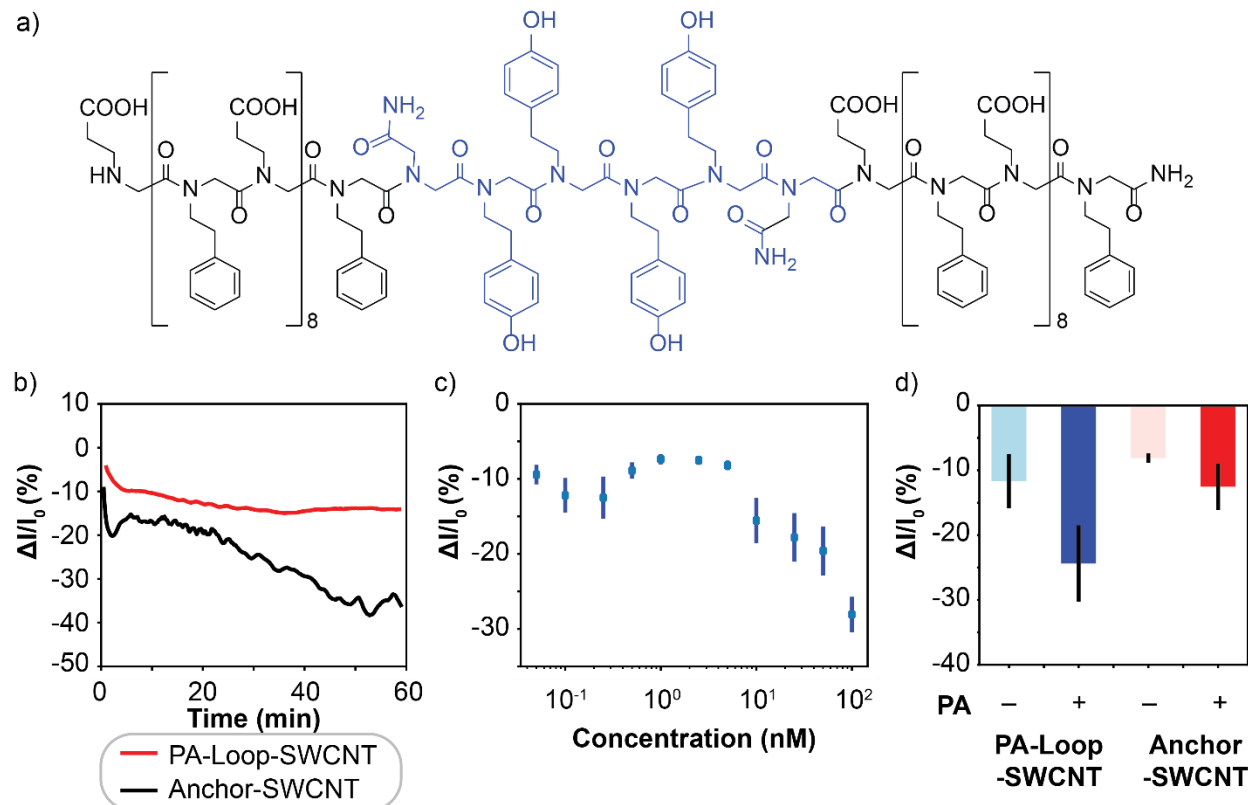 a)
OH
OH
COOH
COOH
NH2
COOH
COOH
O
O
O
O
O
O
O
O
HN
N
N
N
N
N
N
N
N
N
N
N
N
N
N
NH2
O
O
O
O
O
O
O
O
O
NH2
8
8
OH
OH
b)
c)
d)
ΔI/I0 (%)
10
0
-10
-20
-30
-40
-50
0
20
40
60
Time (min)
PA-Loop-SWCNT
Anchor-SWCNT
ΔI/I0 (%)
0
-10
-20
-30
10-1
100
101
102
Concentration (nM)
ΔI/I0 (%)
0
-10
-20
-30
-40
PA
– + – +
PA-Loop
-SWCNT
Anchor
-SWCNT